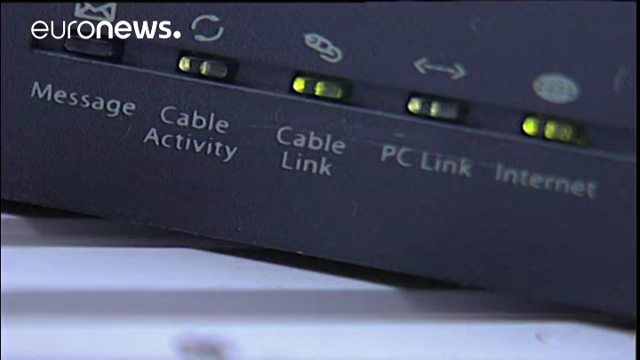 euronews.
Message
Cable
Activity
Cable
Link
PC Link
Internet